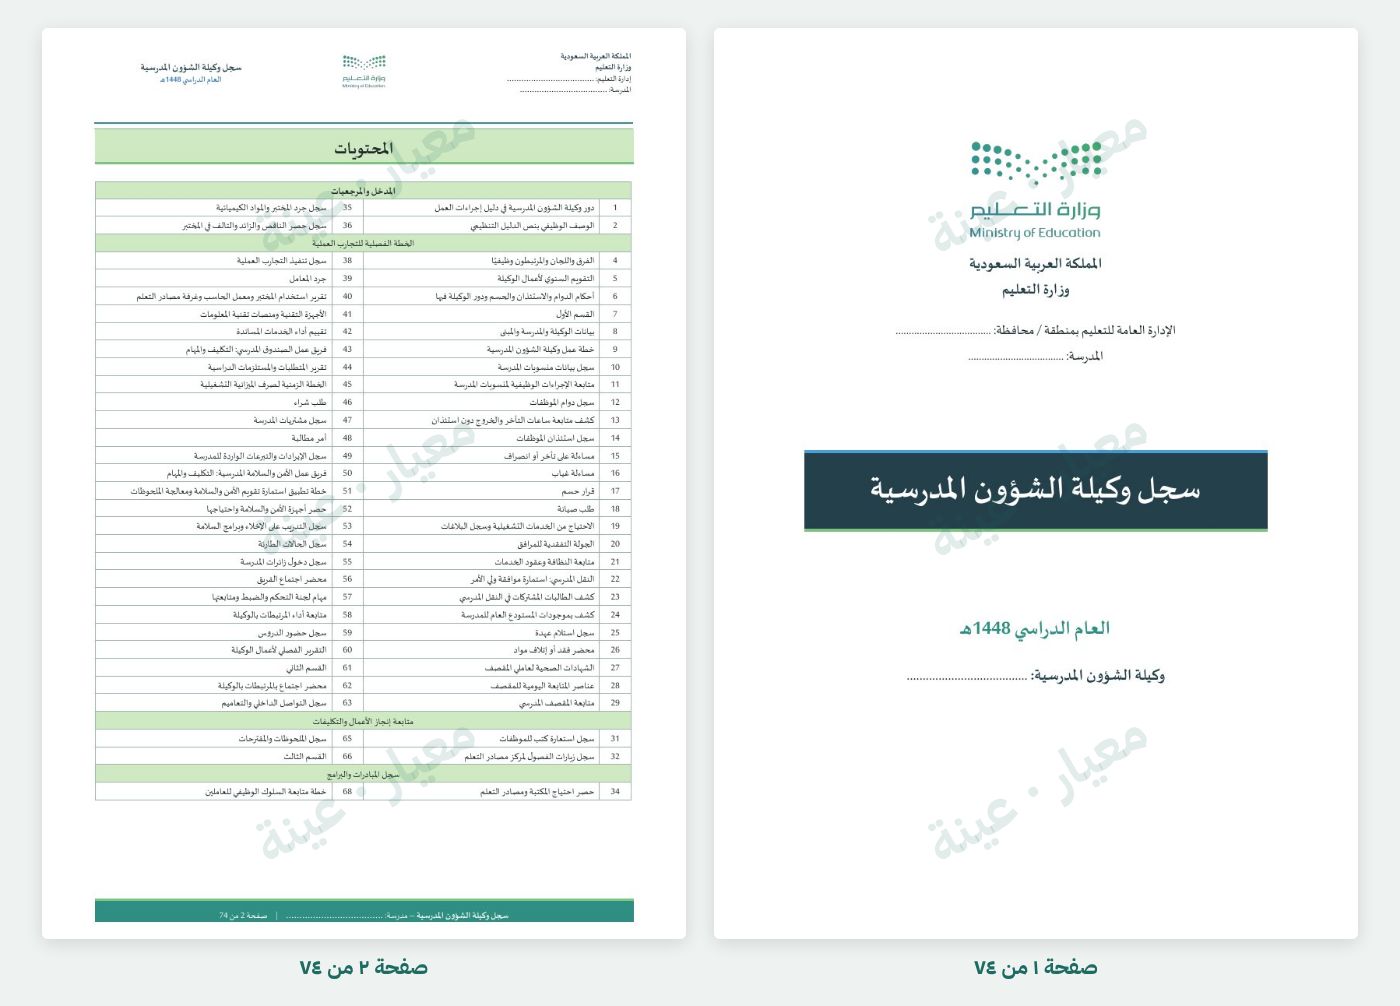 وزارة التعليم
Ministry of Education
المملكة العربية السعودية
وزارة التعليم
الإدارة العامة للتعليم بمنطقة / محافظة: ....................................
المدرسة: ....................................
سجل وكيلة الشؤون المدرسية
العام الدراسي 1448هـ
وكيلة الشؤون المدرسية: ....................................
معيار · عينة
معيار · عينة
معيار · عينة
صفحة ١ من ٧٤
المملكة العربية السعودية
وزارة التعليم
إدارة التعليم: ....................................
المدرسة: ....................................
وزارة التعليم
Ministry of Education
سجل وكيلة الشؤون المدرسية
العام الدراسي 1448هـ
المحتويات
المدخل والمرجعيات
1 دور وكيلة الشؤون المدرسية في دليل إجراءات العمل 35 سجل جرد المختبر والمواد الكيميائية
2 الوصف الوظيفي بنص الدليل التنظيمي 36 سجل حصر الناقص والزائد والتالف في المختبر
الخطة الفصلية للتجارب العملية
4 الفرق واللجان والمرتبطون وظيفيًا 38 سجل تنفيذ التجارب العملية
5 التقويم السنوي لأعمال الوكيلة 39 جرد المعامل
6 أحكام الدوام والاستئذان والحسم ودور الوكيلة فيها 40 تقرير استخدام المختبر ومعمل الحاسب وغرفة مصادر التعلم
7 القسم الأول 41 الأجهزة التقنية ومنصات تقنية المعلومات
8 بيانات الوكيلة والمدرسة والمبنى 42 تقييم أداء الخدمات المساندة
9 خطة عمل وكيلة الشؤون المدرسية 43 فريق عمل الصندوق المدرسي: التكليف والمهام
10 سجل بيانات منسوبات المدرسة 44 تقرير المتطلبات والمستلزمات الدراسية
11 متابعة الإجراءات الوظيفية لمنسوبات المدرسة 45 الخطة الزمنية لصرف الميزانية التشغيلية
12 سجل دوام الموظفات 46 طلب شراء
13 كشف متابعة ساعات التأخر والخروج دون استئذان 47 سجل مشتريات المدرسة
14 سجل استئذان الموظفات 48 أمر مطالبة
15 مساءلة على تأخر أو انصراف 49 سجل الإيرادات والتبرعات الواردة للمدرسة
16 مساءلة غياب 50 فريق عمل الأمن والسلامة المدرسية: التكليف والمهام
17 قرار حسم 51 خطة تطبيق استمارة تقويم الأمن والسلامة ومعالجة الملحوظات
18 طلب صيانة 52 حصر أجهزة الأمن والسلامة واحتياجها
19 الاحتياج من الخدمات التشغيلية وسجل البلاغات 53 سجل التدريب على الإخلاء وبرامج السلامة
20 الجولة التفقدية للمرافق 54 سجل الحالات الطارئة
21 متابعة النظافة وعقود الخدمات 55 سجل دخول زائرات المدرسة
22 النقل المدرسي: استمارة موافقة ولي الأمر 56 محضر اجتماع الفريق
23 كشف الطالبات المشتركات في النقل المدرسي 57 مهام لجنة التحكم والضبط ومتابعتها
24 كشف بموجودات المستودع العام للمدرسة 58 متابعة أداء المرتبطات بالوكيلة
25 سجل استلام عهدة 59 سجل حضور الدروس
26 محضر فقد أو إتلاف مواد 60 التقرير الفصلي لأعمال الوكيلة
27 الشهادات الصحية لعاملي المقصف 61 القسم الثاني
28 عناصر المتابعة اليومية للمقصف 62 محضر اجتماع بالمرتبطات بالوكيلة
29 متابعة المقصف المدرسي 63 سجل التواصل الداخلي والتعاميم
متابعة إنجاز الأعمال والتكليفات
31 سجل استعارة كتب للموظفات 65 سجل الملحوظات والمقترحات
32 سجل زيارات الفصول لمركز مصادر التعلم 66 القسم الثالث
سجل المبادرات والبرامج
34 حصر احتياج المكتبة ومصادر التعلم 68 خطة متابعة السلوك الوظيفي للعاملين
معيار · عينة
معيار · عينة
معيار · عينة
سجل وكيلة الشؤون المدرسية – مدرسة: .................................... | صفحة 2 من 74
صفحة ٢ من ٧٤